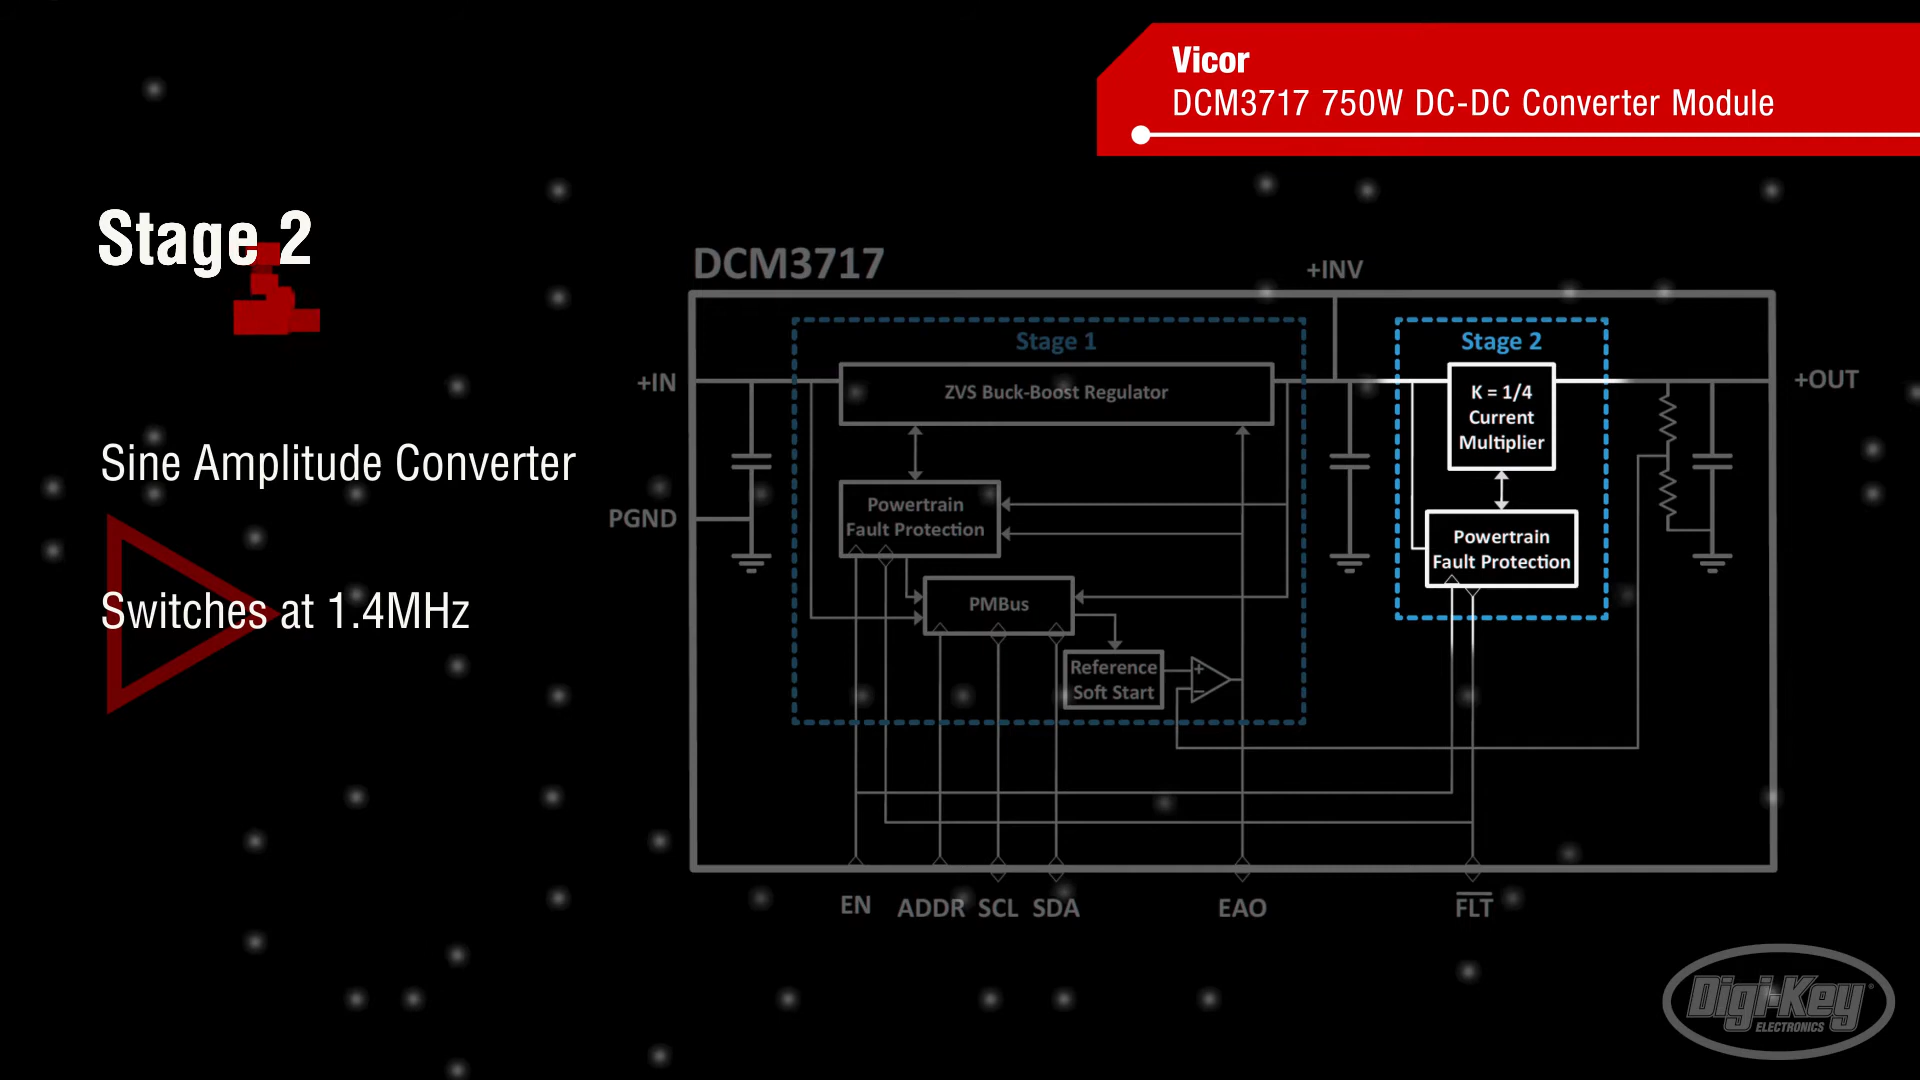 Vicor
DCM3717 750W DC-DC Converter Module
Stage 2
Sine Amplitude Converter
Switches at 1.4MHz
DCM3717
+INV
Stage 1
Stage 2
+IN
ZVS Buck-Boost Regulator
K = 1/4
Current
Multiplier
+OUT
PGND
Powertrain
Fault Protection
Powertrain
Fault Protection
PMBus
Reference
Soft Start
+
−
EN
ADDR
SCL
SDA
EAO
FLT
Digi-Key
ELECTRONICS